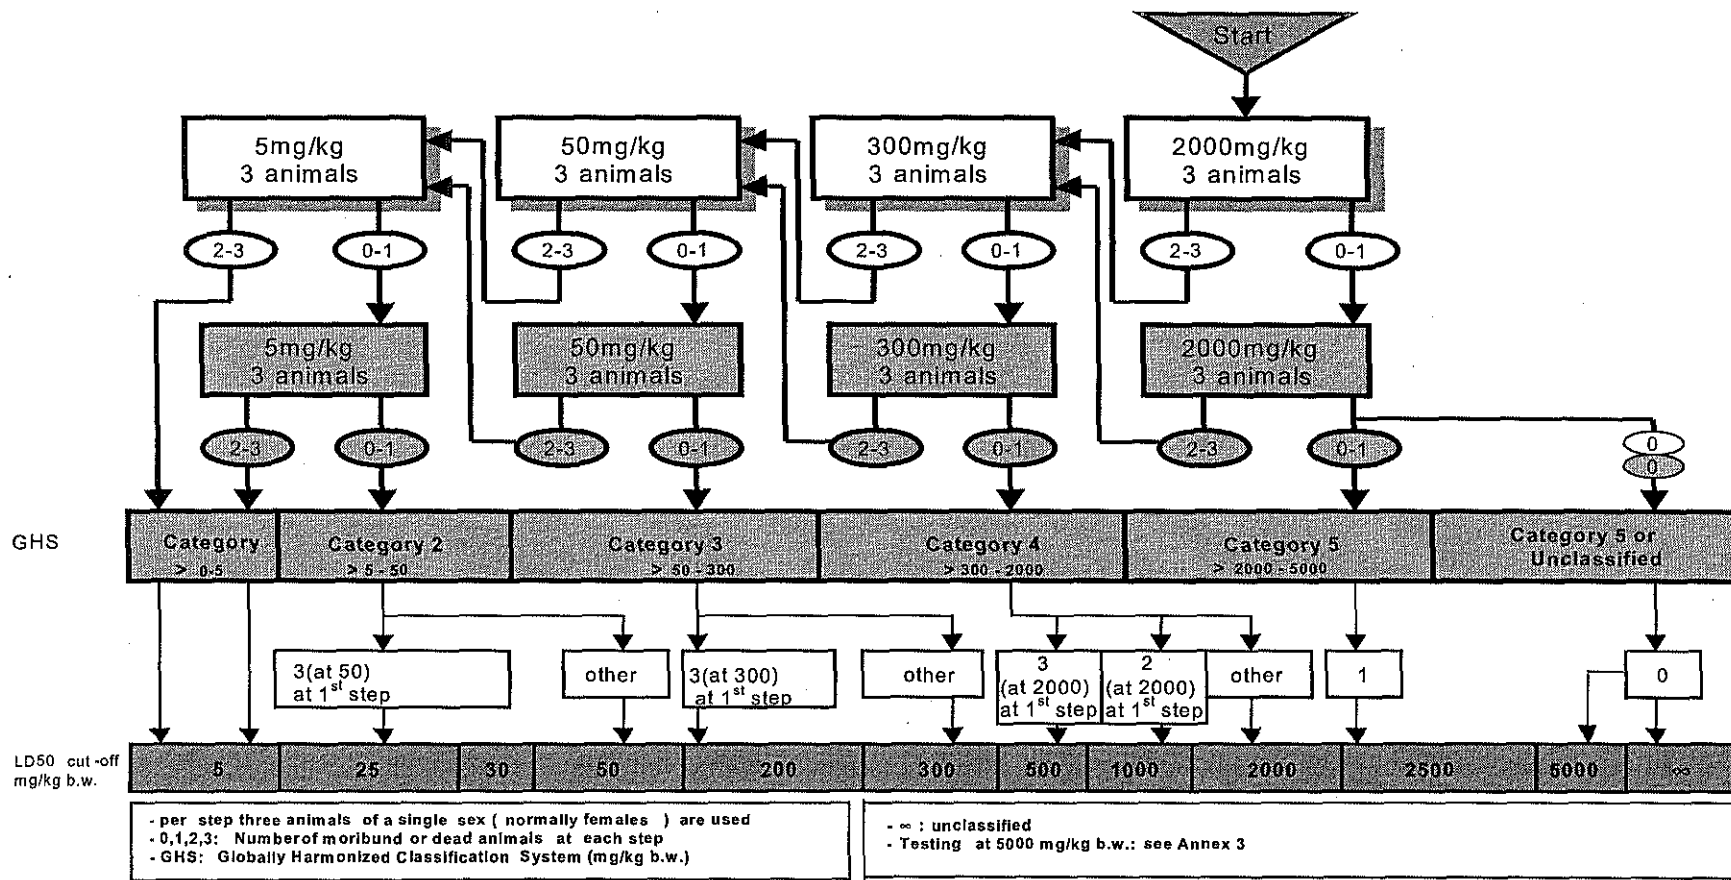 Start
5mg/kg
3 animals
50mg/kg
3 animals
300mg/kg
3 animals
2000mg/kg
3 animals
2-3
0-1
2-3
0-1
2-3
0-1
2-3
0-1
5mg/kg
3 animals
50mg/kg
3 animals
300mg/kg
3 animals
2000mg/kg
3 animals
2-3
0-1
2-3
0-1
2-3
0-1
2-3
0-1
0
0
GHS
Category
> 0-5
Category 2
> 5 - 50
Category 3
> 50 - 300
Category 4
> 300 - 2000
Category 5
> 2000 - 5000
Category 5 or
Unclassified
3(at 50)
at 1st step
other
3(at 300)
at 1st step
other
3
(at 2000)
at 1st step
2
(at 2000)
at 1st step
other
1
0
LD50 cut-off
mg/kg b.w.
5
25
30
50
200
300
500
1000
2000
2500
5000
∞
- per step three animals of a single sex ( normally females ) are used
- 0,1,2,3: Number of moribund or dead animals at each step
- GHS: Globally Harmonized Classification System (mg/kg b.w.)
- ∞ : unclassified
- Testing at 5000 mg/kg b.w.: see Annex 3